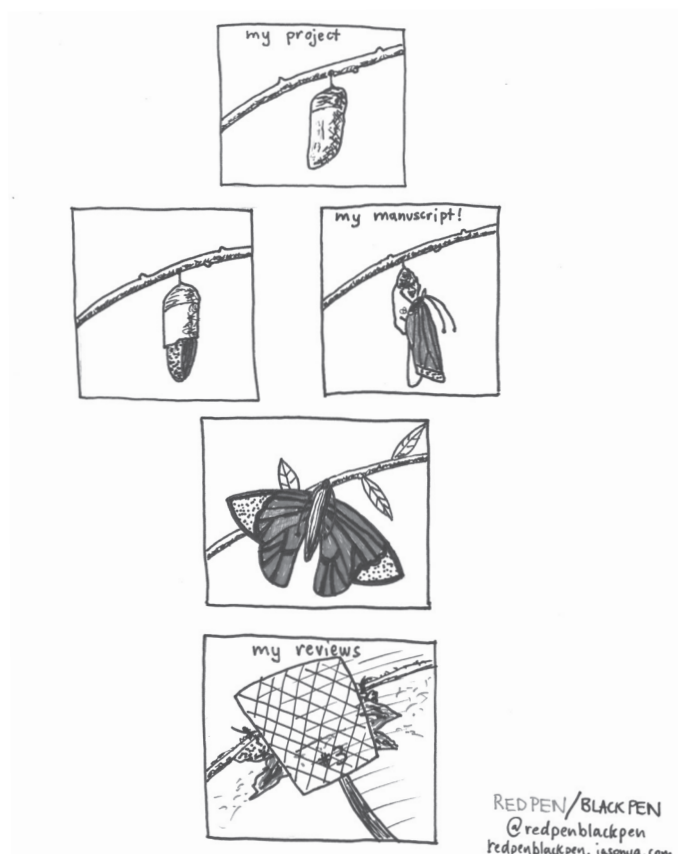 my project
my manuscript!
my reviews
RED PEN/BLACK PEN
@redpenblackpen